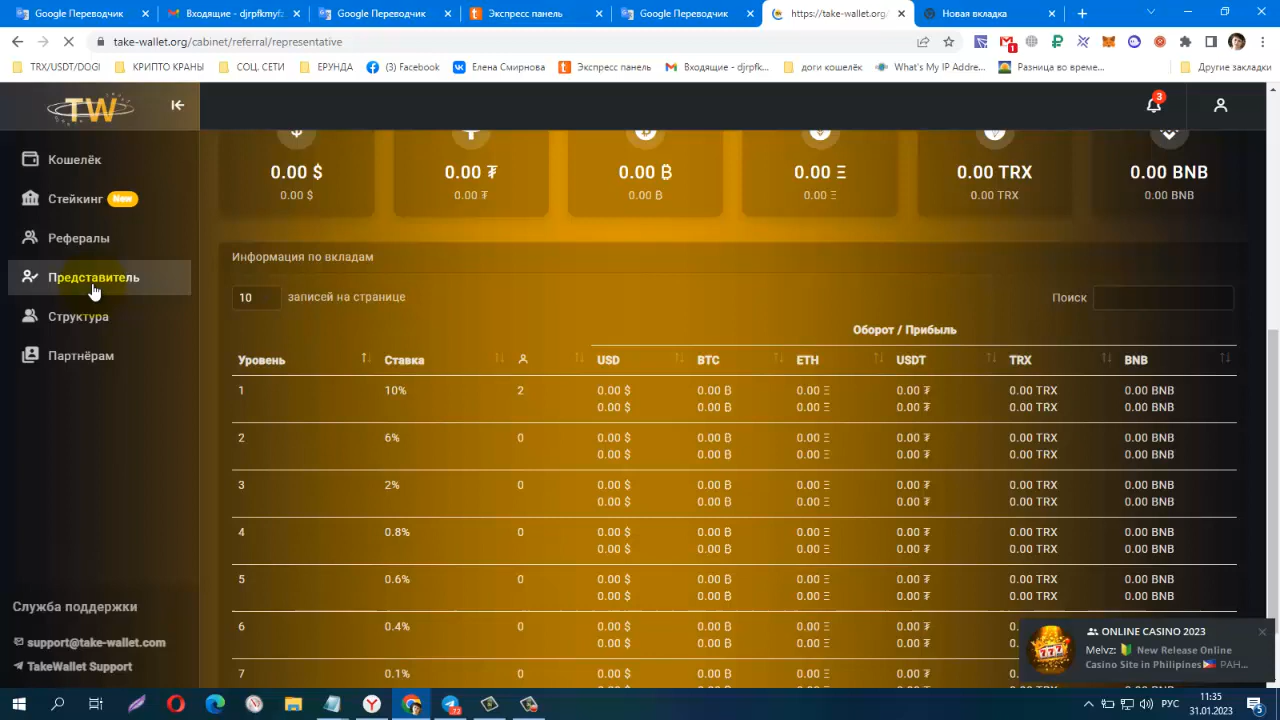 Google Переводчик
Входящие - djrpfkmyf
Google Переводчик
Экспресс панель
Google Переводчик
https://take-wallet.org/
Новая вкладка
take-wallet.org/cabinet/referral/representative
1
TRX/USDT/DOGI
КРИПТО КРАНЫ
СОЦ. СЕТИ
ЕРУНДА
(3) Facebook
Елена Смирнова
Экспресс панель
Входящие - djrpfk...
доги кошелёк
What's My IP Addre...
Разница во време...
Другие закладки
TW
3
Кошелёк
Стейкинг New
Рефералы
Представитель
Структура
Партнёрам
0.00 $ 0.00 ₮ 0.00 ₿ 0.00 Ξ 0.00 TRX 0.00 BNB
0.00 $ 0.00 ₮ 0.00 ₿ 0.00 Ξ 0.00 TRX 0.00 BNB
Информация по вкладам
10 записей на странице
Поиск
Оборот / Прибыль
Уровень Ставка USD BTC ETH USDT TRX BNB
1 10% 2 0.00 $ 0.00 ₿ 0.00 Ξ 0.00 ₮ 0.00 TRX 0.00 BNB
0.00 $ 0.00 ₿ 0.00 Ξ 0.00 ₮ 0.00 TRX 0.00 BNB
2 6% 0 0.00 $ 0.00 ₿ 0.00 Ξ 0.00 ₮ 0.00 TRX 0.00 BNB
0.00 $ 0.00 ₿ 0.00 Ξ 0.00 ₮ 0.00 TRX 0.00 BNB
3 2% 0 0.00 $ 0.00 ₿ 0.00 Ξ 0.00 ₮ 0.00 TRX 0.00 BNB
0.00 $ 0.00 ₿ 0.00 Ξ 0.00 ₮ 0.00 TRX 0.00 BNB
4 0.8% 0 0.00 $ 0.00 ₿ 0.00 Ξ 0.00 ₮ 0.00 TRX 0.00 BNB
0.00 $ 0.00 ₿ 0.00 Ξ 0.00 ₮ 0.00 TRX 0.00 BNB
5 0.6% 0 0.00 $ 0.00 ₿ 0.00 Ξ 0.00 ₮ 0.00 TRX 0.00 BNB
0.00 $ 0.00 ₿ 0.00 Ξ 0.00 ₮ 0.00 TRX 0.00 BNB
6 0.4% 0 0.00 $ 0.00 ₿ 0.00 Ξ 0.00 ₮ 0.
0.00 $ 0.00 ₿ 0.00 Ξ 0.00 ₮ 0.
7 0.1% 0 0.00 $ 0.00 ₿ 0.00 Ξ 0.00 ₮ 0.
Служба поддержки
support@take-wallet.com
TakeWallet Support
ONLINE CASINO 2023
Melvz: New Release Online
Casino Site in Philipines PAH...
РУС
11:35
31.01.2023
5